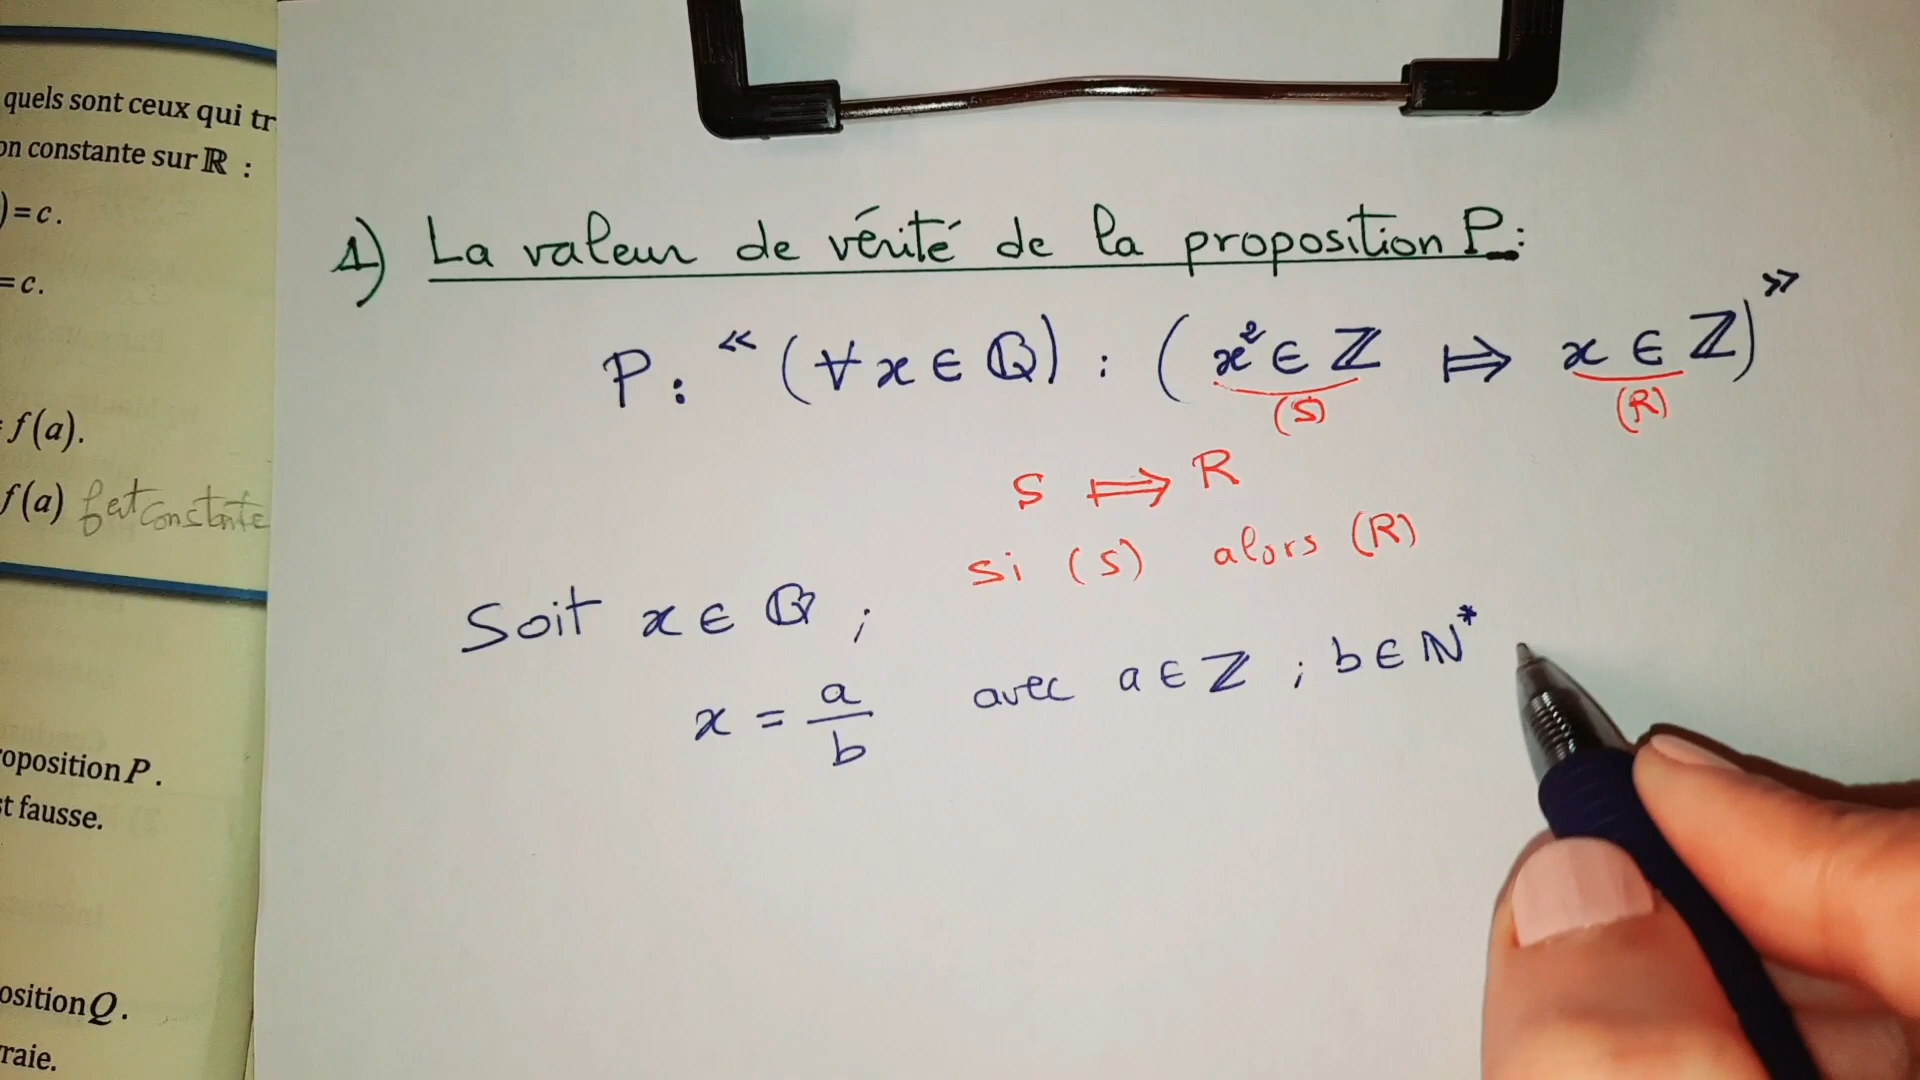 quels sont ceux qui tr
on constante sur ℝ :
)=c.
=c.
f(a).
f(a) f est constante
oposition P.
st fausse.
osition Q.
raie.
1) La valeur de vérité de la proposition P:
P: « (∀x∈ℚ) : (x²∈ℤ ⟹ x∈ℤ) »
(S) (R)
S ⟹ R
si (S) alors (R)
Soit x∈ℚ ;
x = a/b avec a∈ℤ ; b∈ℕ*